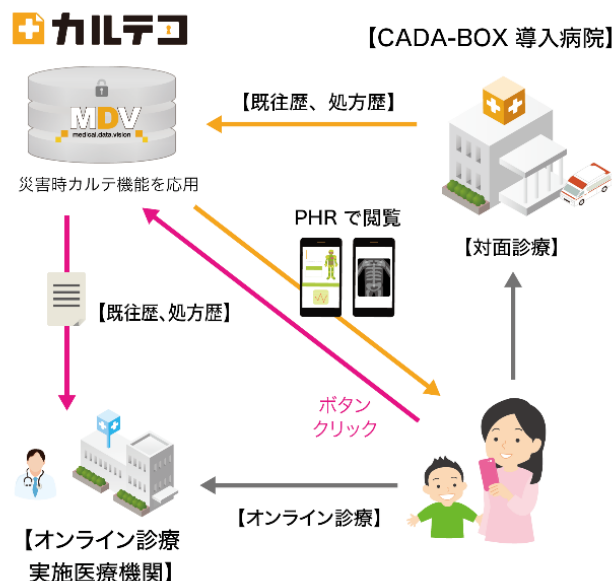 カルテコ
【CADA-BOX 導入病院】
【既往歴、処方歴】
MDV
medical.data.vision
災害時カルテ機能を応用
PHR で閲覧
【対面診療】
【既往歴、処方歴】
ボタン
クリック
【オンライン診療】
【オンライン診療
実施医療機関】